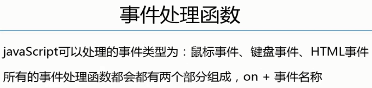 事件处理函数
javaScript可以处理的事件类型为：鼠标事件、键盘事件、HTML事件
所有的事件处理函数都会都有两个部分组成，on + 事件名称